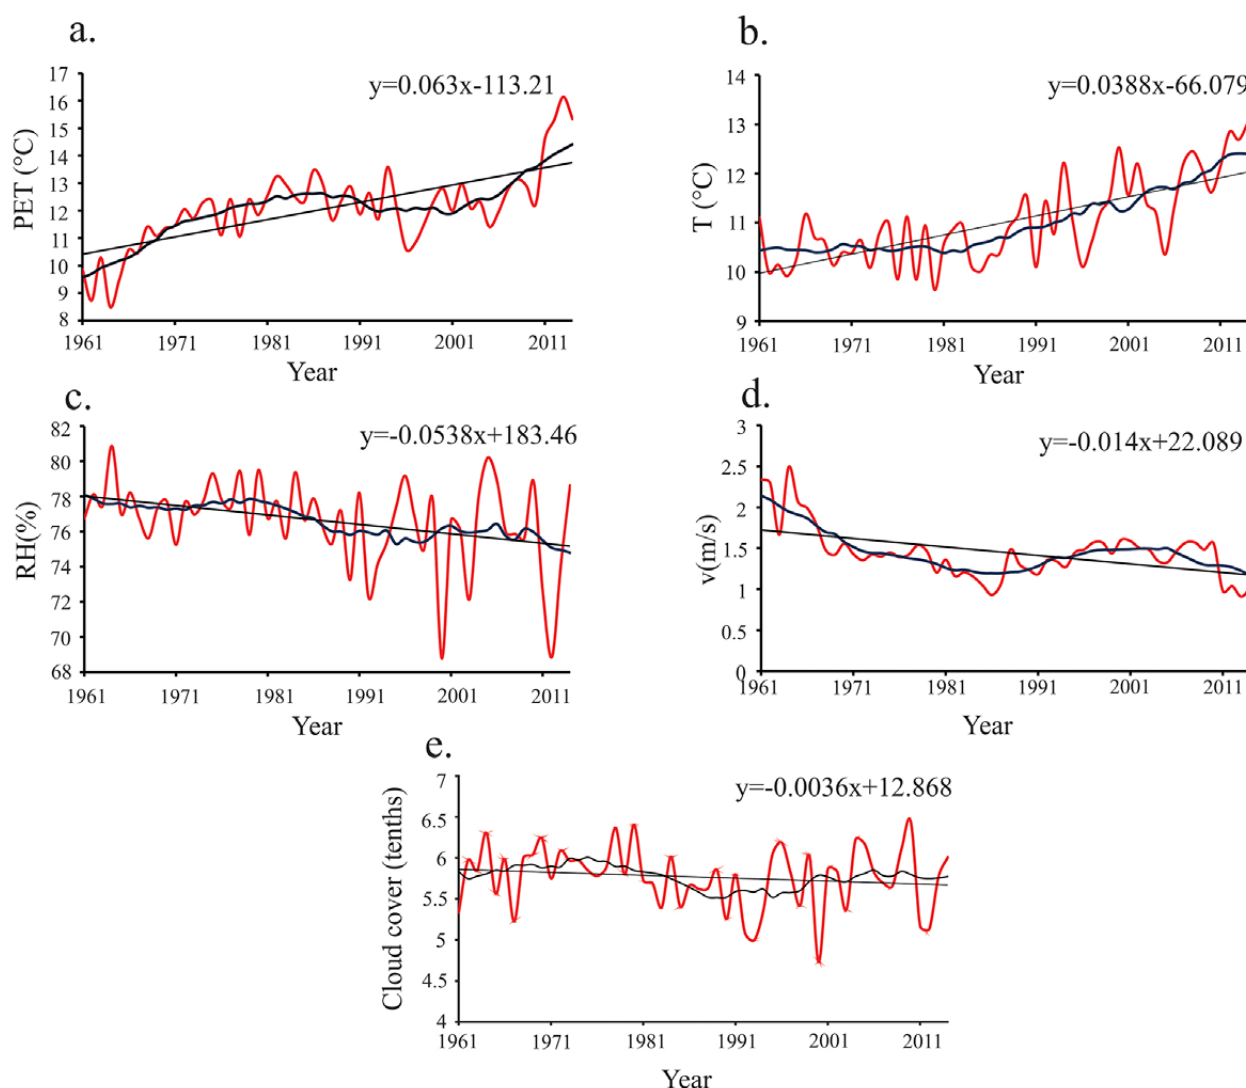 a.
y=0.063x-113.21
PET (°C)
17
16
15
14
13
12
11
10
9
8
1961 1971 1981 1991 2001 2011
Year
b.
y=0.0388x-66.079
T (°C)
14
13
12
11
10
9
1961 1971 1981 1991 2001 2011
Year
c.
y=-0.0538x+183.46
RH(%)
82
80
78
76
74
72
70
68
1961 1971 1981 1991 2001 2011
Year
d.
y=-0.014x+22.089
v(m/s)
3
2.5
2
1.5
1
0.5
0
1961 1971 1981 1991 2001 2011
Year
e.
y=-0.0036x+12.868
Cloud cover (tenths)
7
6.5
6
5.5
5
4.5
4
1961 1971 1981 1991 2001 2011
Year